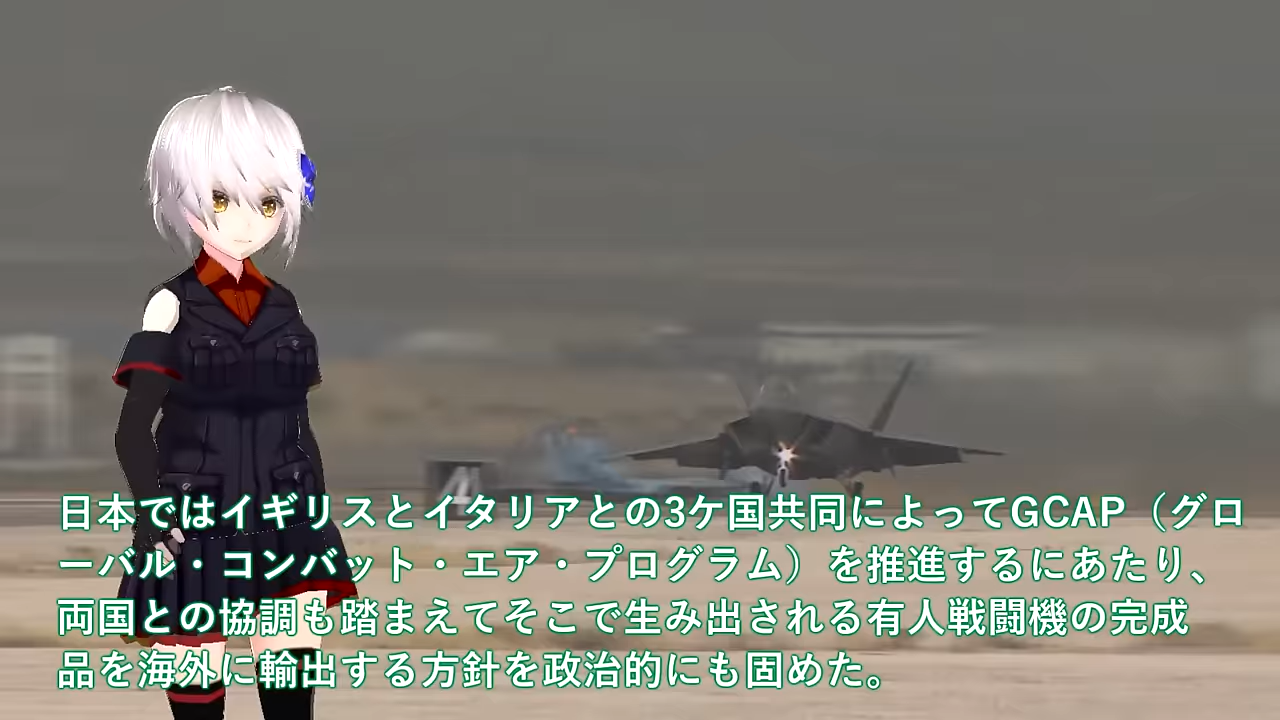 日本ではイギリスとイタリアとの3ケ国共同によってGCAP（グロ
ーバル・コンバット・エア・プログラム）を推進するにあたり、
両国との協調も踏まえてそこで生み出される有人戦闘機の完成
品を海外に輸出する方針を政治的にも固めた。